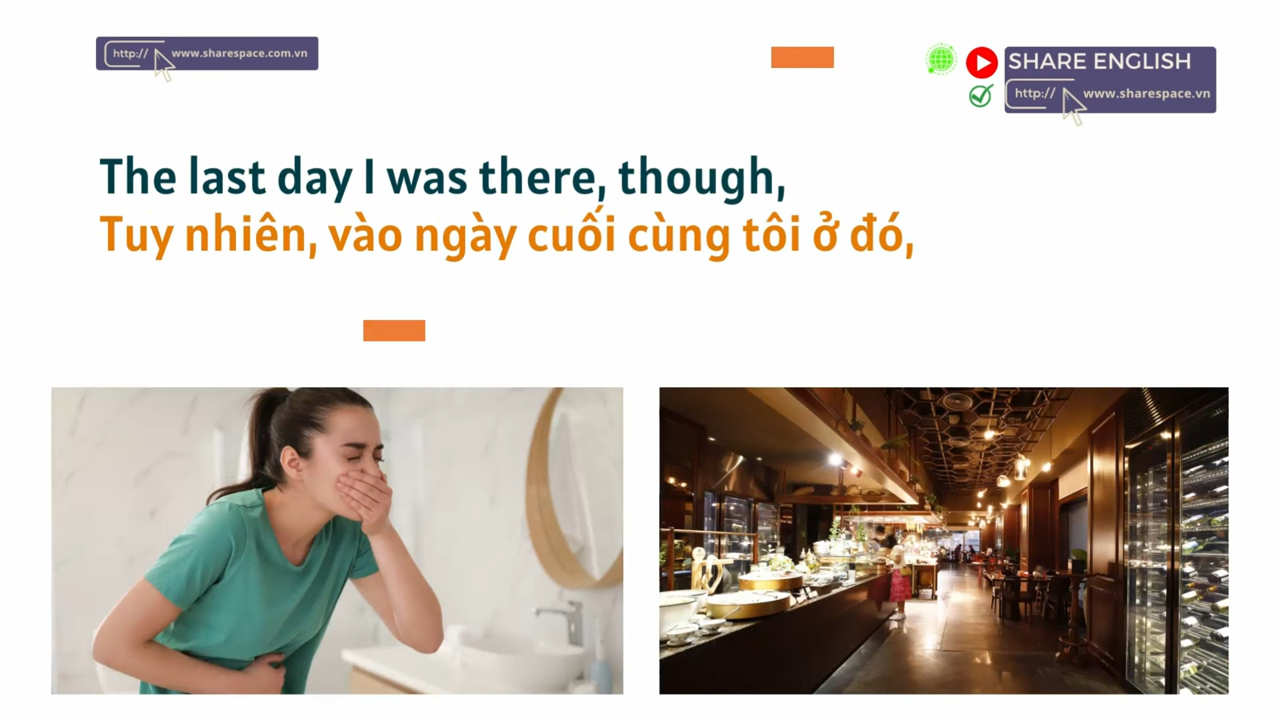 http:// www.sharespace.com.vn
SHARE ENGLISH
http:// www.sharespace.vn
The last day I was there, though,
Tuy nhiên, vào ngày cuối cùng tôi ở đó,